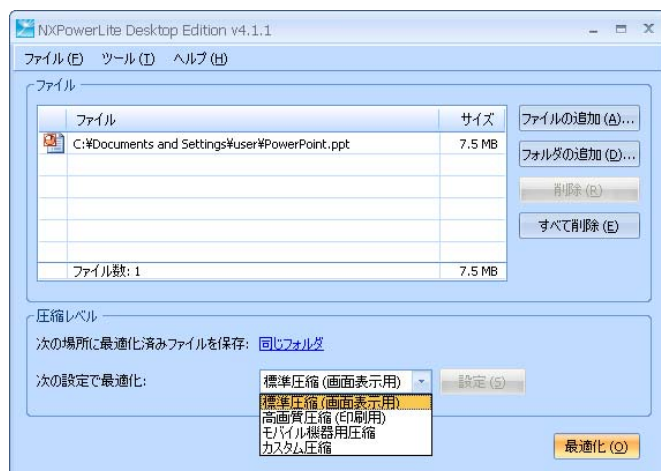 NXPowerLite Desktop Edition v4.1.1
ファイル(F) ツール(T) ヘルプ(H)
ファイル
ファイル サイズ
C:¥Documents and Settings¥user¥PowerPoint.ppt 7.5 MB
ファイル数: 1 7.5 MB
ファイルの追加(A)...
フォルダの追加(D)...
削除(R)
すべて削除(E)
圧縮レベル
次の場所に最適化済みファイルを保存: 同じフォルダ
次の設定で最適化: 標準圧縮(画面表示用) 設定(S)
標準圧縮(画面表示用)
高画質圧縮(印刷用)
モバイル機器用圧縮
カスタム圧縮
最適化(O)